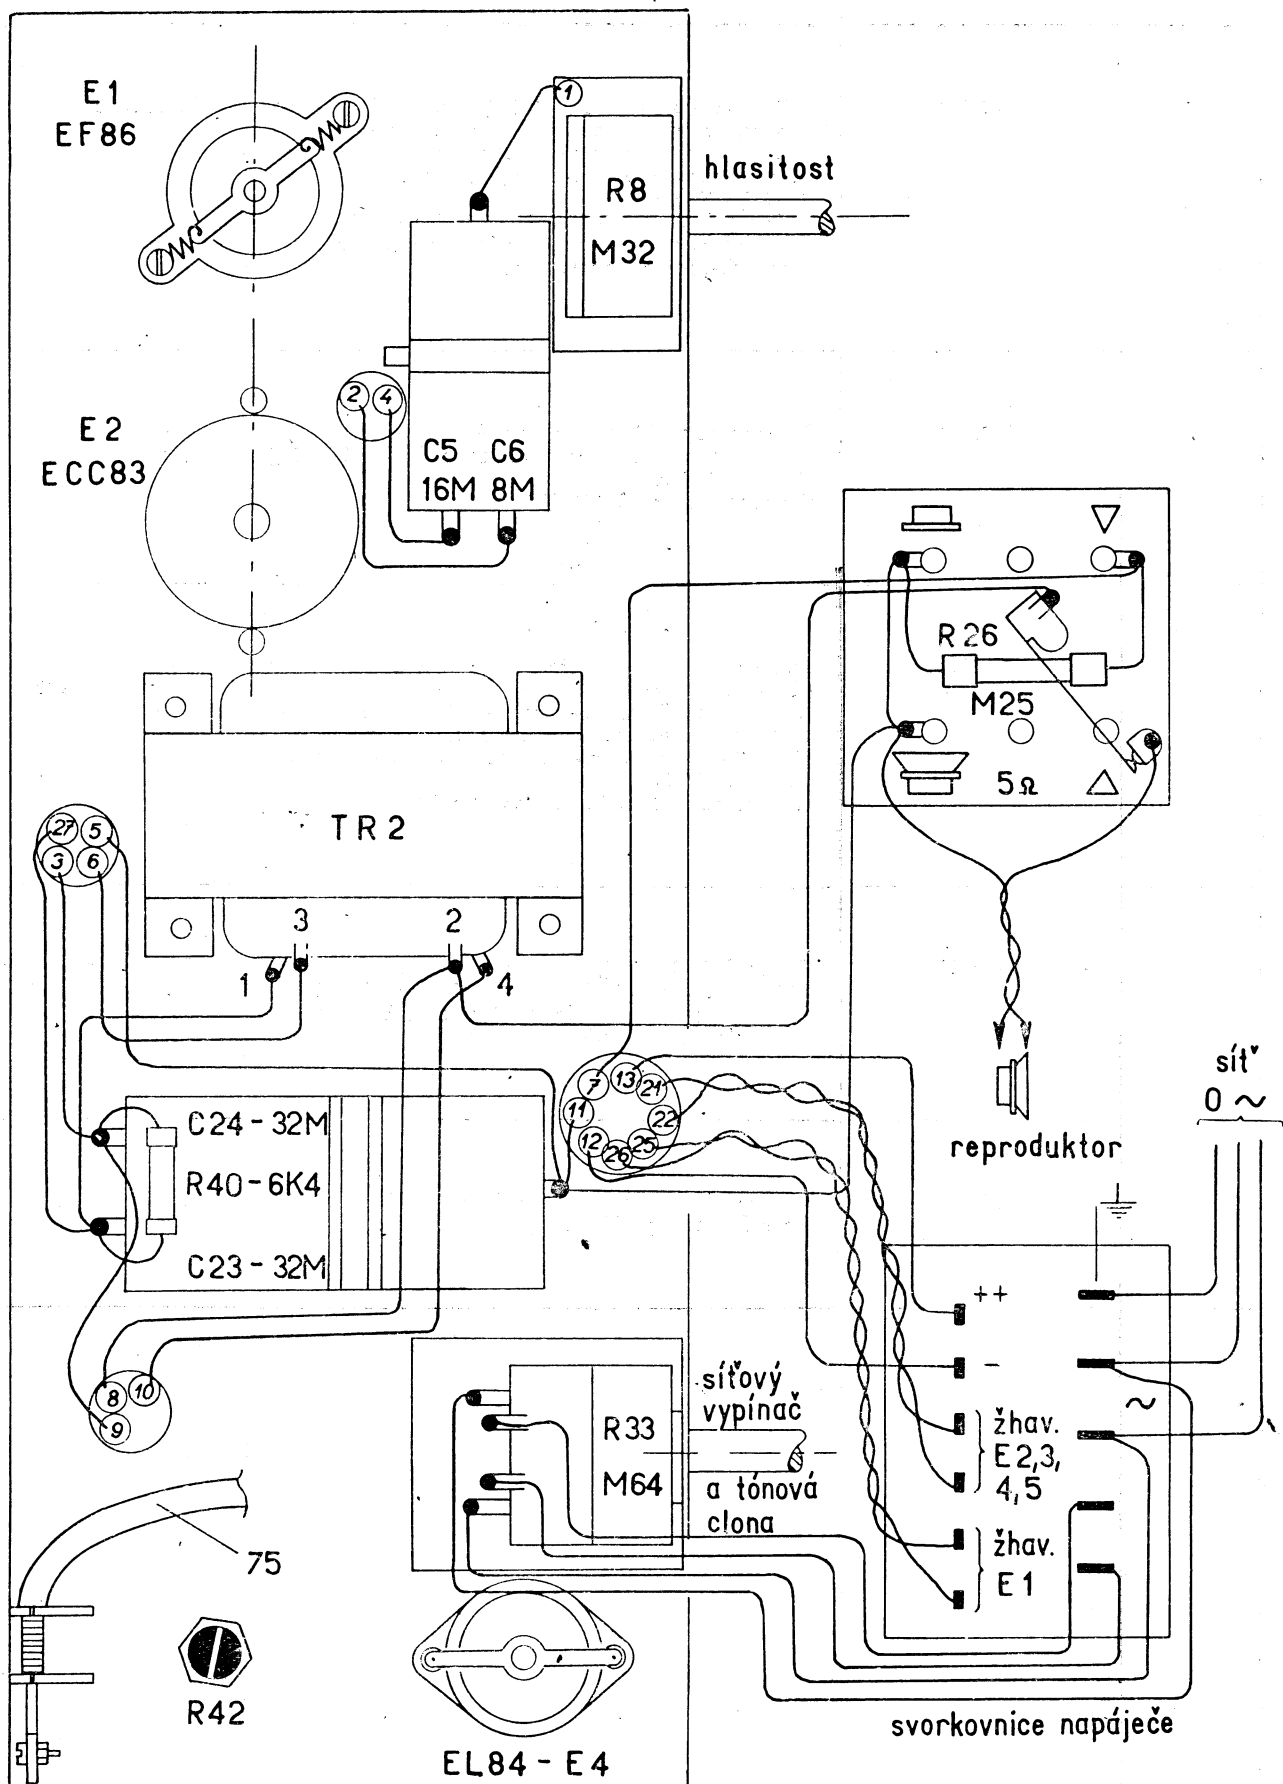 E1
EF86
1
R8
M32
hlasitost
E2
ECC83
2 4
C5 C6
16M 8M
R26
M25
5Ω
TR2
27 5
3 6
3 2
1 4
7 13 21
11 22
12 26 25
C24-32M
R40-6K4
C23-32M
reproduktor
síť
0 ~
++
-
~
žhav.
E2,3,
4,5
žhav.
E1
8 10
9
síťový
vypínač
R33
M64
a tónová
clona
75
R42
EL84-E4
svorkovnice napáječe